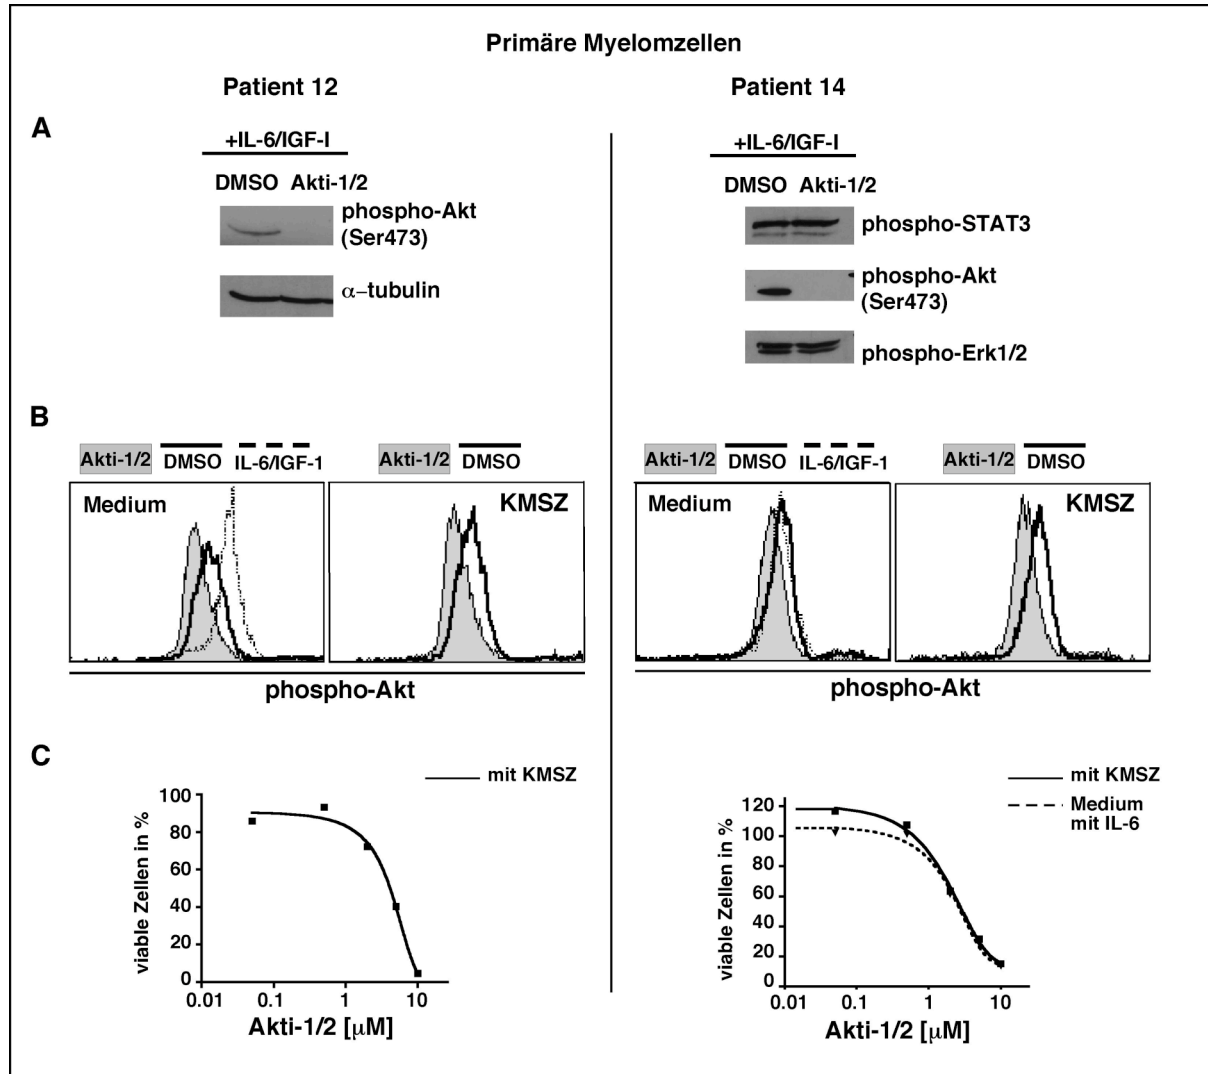 Primäre Myelomzellen
Patient 12
Patient 14
A
+IL-6/IGF-I
DMSO Akti-1/2
phospho-Akt
(Ser473)
α−tubulin
+IL-6/IGF-I
DMSO Akti-1/2
phospho-STAT3
phospho-Akt
(Ser473)
phospho-Erk1/2
B
Akti-1/2 DMSO IL-6/IGF-1
Akti-1/2 DMSO
Medium
KMSZ
phospho-Akt
Akti-1/2 DMSO IL-6/IGF-1
Akti-1/2 DMSO
Medium
KMSZ
phospho-Akt
C
mit KMSZ
viable Zellen in %
100
80
60
40
20
0
0.01 0.1 1 10
Akti-1/2 [µM]
mit KMSZ
Medium
mit IL-6
viable Zellen in %
120
100
80
60
40
20
0
0.01 0.1 1 10
Akti-1/2 [µM]